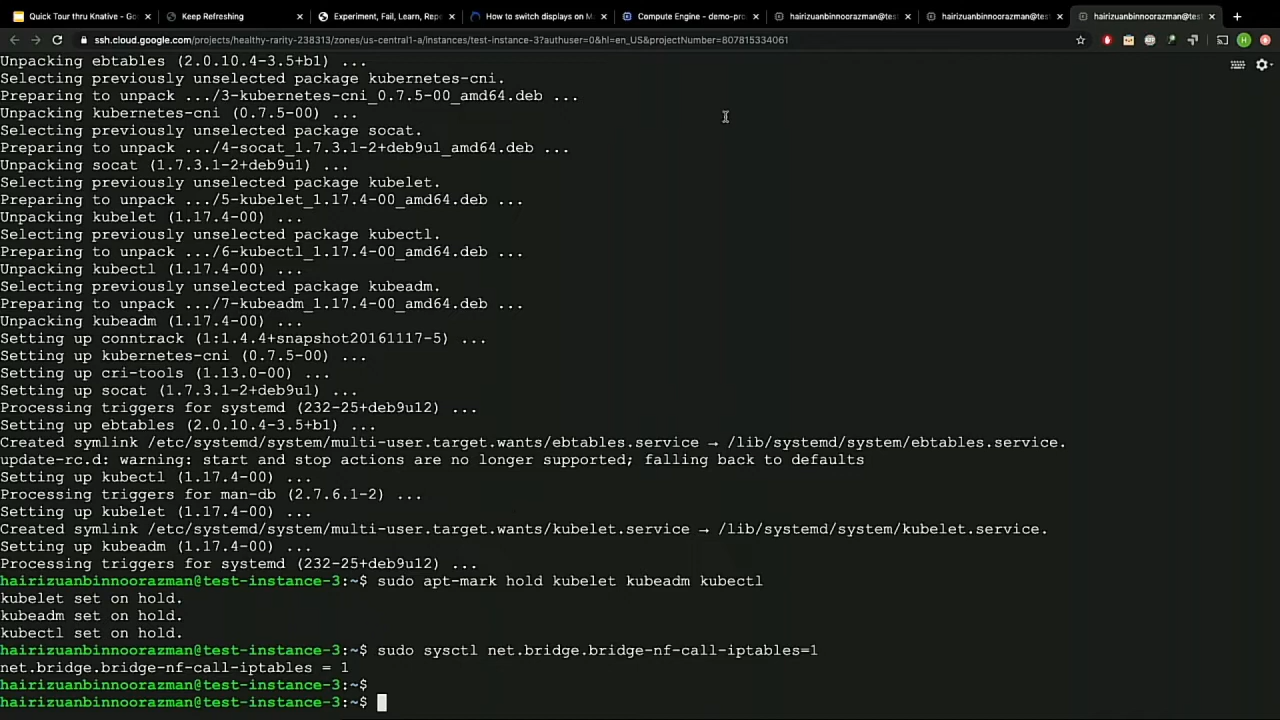 Quick Tour thru Knative - Goo
Keep Refreshing
Experiment, Fail, Learn, Repe
How to switch displays on M
Compute Engine - demo-pro
hairizuanbinnoorazman@test
hairizuanbinnoorazman@test
hairizuanbinnoorazman@test
ssh.cloud.google.com/projects/healthy-rarity-238313/zones/us-central1-a/instances/test-instance-3?authuser=0&hl=en_US&projectNumber=807815334061
Unpacking ebtables (2.0.10.4-3.5+b1) ...
Selecting previously unselected package kubernetes-cni.
Preparing to unpack .../3-kubernetes-cni_0.7.5-00_amd64.deb ...
Unpacking kubernetes-cni (0.7.5-00) ...
Selecting previously unselected package socat.
Preparing to unpack .../4-socat_1.7.3.1-2+deb9u1_amd64.deb ...
Unpacking socat (1.7.3.1-2+deb9u1) ...
Selecting previously unselected package kubelet.
Preparing to unpack .../5-kubelet_1.17.4-00_amd64.deb ...
Unpacking kubelet (1.17.4-00) ...
Selecting previously unselected package kubectl.
Preparing to unpack .../6-kubectl_1.17.4-00_amd64.deb ...
Unpacking kubectl (1.17.4-00) ...
Selecting previously unselected package kubeadm.
Preparing to unpack .../7-kubeadm_1.17.4-00_amd64.deb ...
Unpacking kubeadm (1.17.4-00) ...
Setting up conntrack (1:1.4.4+snapshot20161117-5) ...
Setting up kubernetes-cni (0.7.5-00) ...
Setting up cri-tools (1.13.0-00) ...
Setting up socat (1.7.3.1-2+deb9u1) ...
Processing triggers for systemd (232-25+deb9u12) ...
Setting up ebtables (2.0.10.4-3.5+b1) ...
Created symlink /etc/systemd/system/multi-user.target.wants/ebtables.service → /lib/systemd/system/ebtables.service.
update-rc.d: warning: start and stop actions are no longer supported; falling back to defaults
Setting up kubectl (1.17.4-00) ...
Processing triggers for man-db (2.7.6.1-2) ...
Setting up kubelet (1.17.4-00) ...
Created symlink /etc/systemd/system/multi-user.target.wants/kubelet.service → /lib/systemd/system/kubelet.service.
Setting up kubeadm (1.17.4-00) ...
Processing triggers for systemd (232-25+deb9u12) ...
hairizuanbinnoorazman@test-instance-3:~$ sudo apt-mark hold kubelet kubeadm kubectl
kubelet set on hold.
kubeadm set on hold.
kubectl set on hold.
hairizuanbinnoorazman@test-instance-3:~$ sudo sysctl net.bridge.bridge-nf-call-iptables=1
net.bridge.bridge-nf-call-iptables = 1
hairizuanbinnoorazman@test-instance-3:~$
hairizuanbinnoorazman@test-instance-3:~$